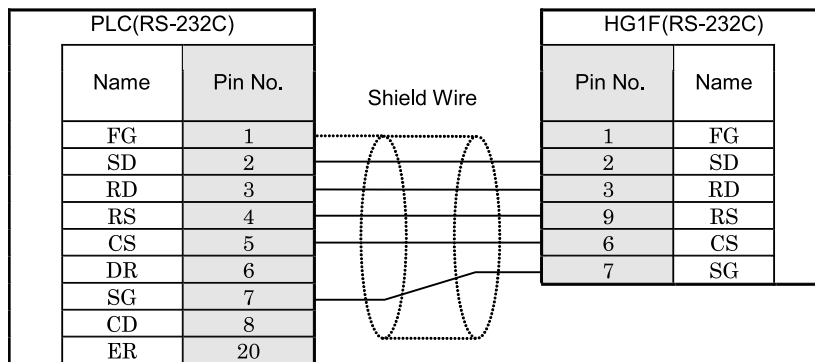 PLC(RS-232C) HG1F(RS-232C)
Name Pin No. Shield Wire Pin No. Name
FG 1 1 FG
SD 2 2 SD
RD 3 3 RD
RS 4 9 RS
CS 5 6 CS
DR 6 7 SG
SG 7
CD 8
ER 20